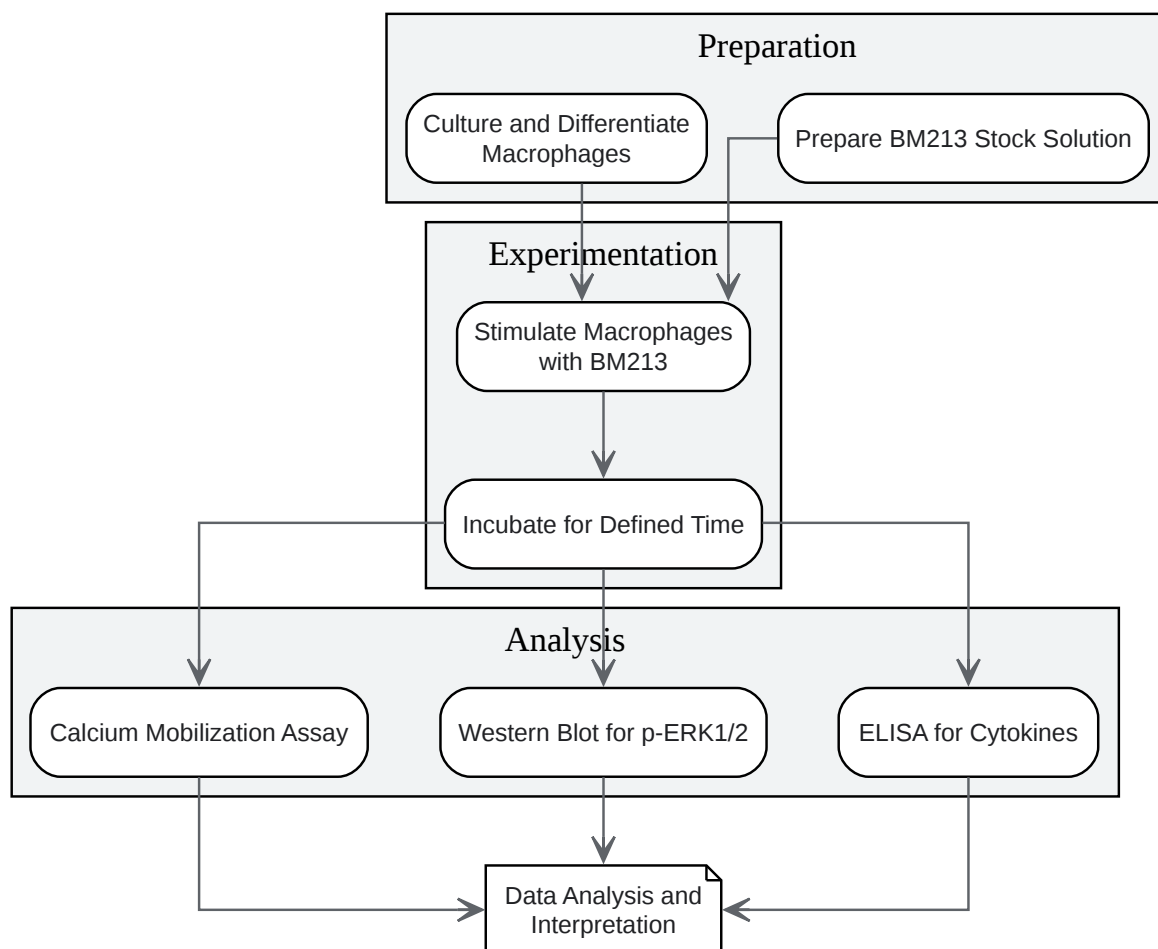 Preparation
Culture and Differentiate
Macrophages
Prepare BM213 Stock Solution
Experimentation
Stimulate Macrophages
with BM213
Incubate for Defined Time
Analysis
Calcium Mobilization Assay
Western Blot for p-ERK1/2
ELISA for Cytokines
Data Analysis and
Interpretation